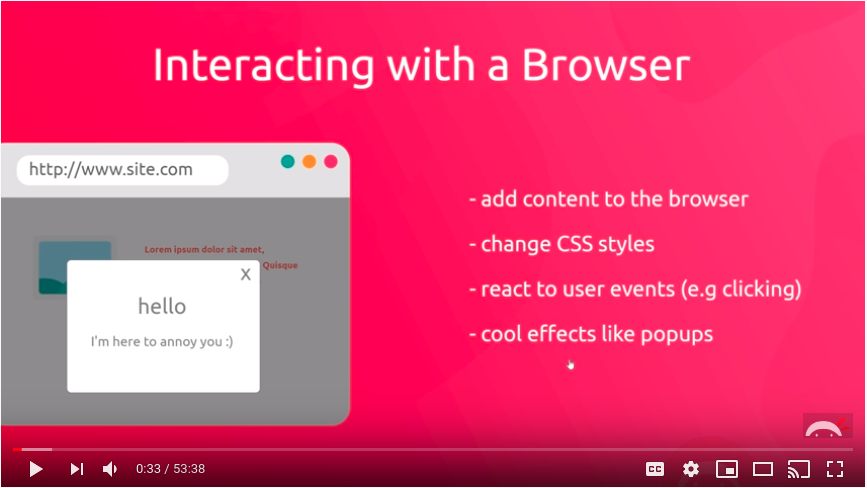 Interacting with a Browser
http://www.site.com
Lorem ipsum dolor sit amet,
Quisque
X
hello
I'm here to annoy you :)
- add content to the browser
- change CSS styles
- react to user events (e.g clicking)
- cool effects like popups
0:33 / 53:38
CC